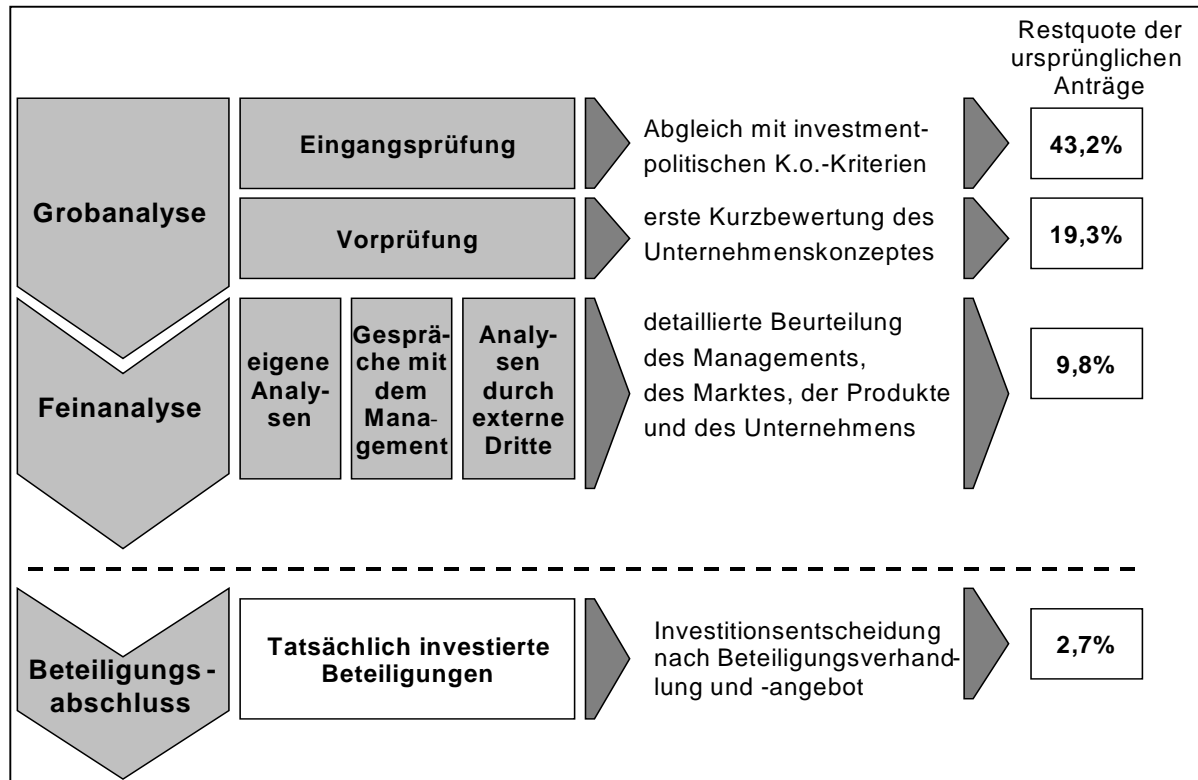 Restquote der
ursprünglichen
Anträge
Grobanalyse
Eingangsprüfung
Abgleich mit investment-
politischen K.o.-Kriterien
43,2%
Vorprüfung
erste Kurzbewertung des
Unternehmenskonzeptes
19,3%
Feinanalyse
eigene
Analy-
sen
Gesprä-
che mit
dem
Mana-
gement
Analy-
sen
durch
externe
Dritte
detaillierte Beurteilung
des Managements,
des Marktes, der Produkte
und des Unternehmens
9,8%
Beteiligungs-
abschluss
Tatsächlich investierte
Beteiligungen
Investitionsentscheidung
nach Beteiligungsverhand-
lung und -angebot
2,7%